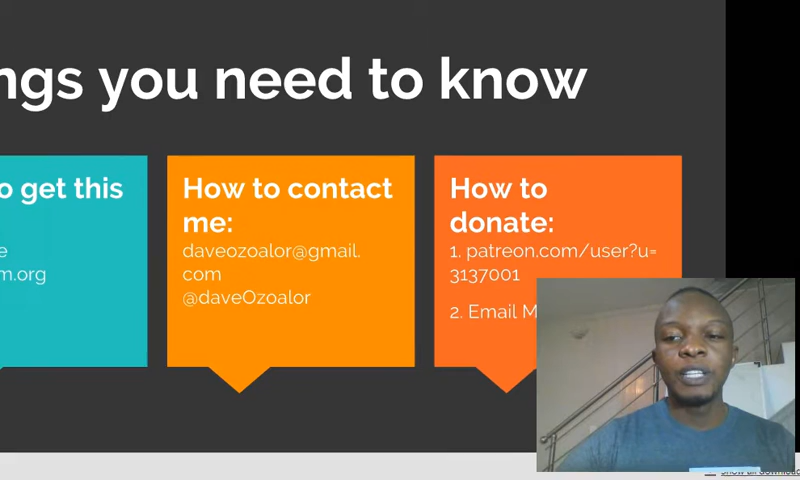 ngs you need to know
o get this
e
m.org
How to contact
me:
daveozoalor@gmail.
com
@daveOzoalor
How to
donate:
1. patreon.com/user?u=
3137001
2. Email M